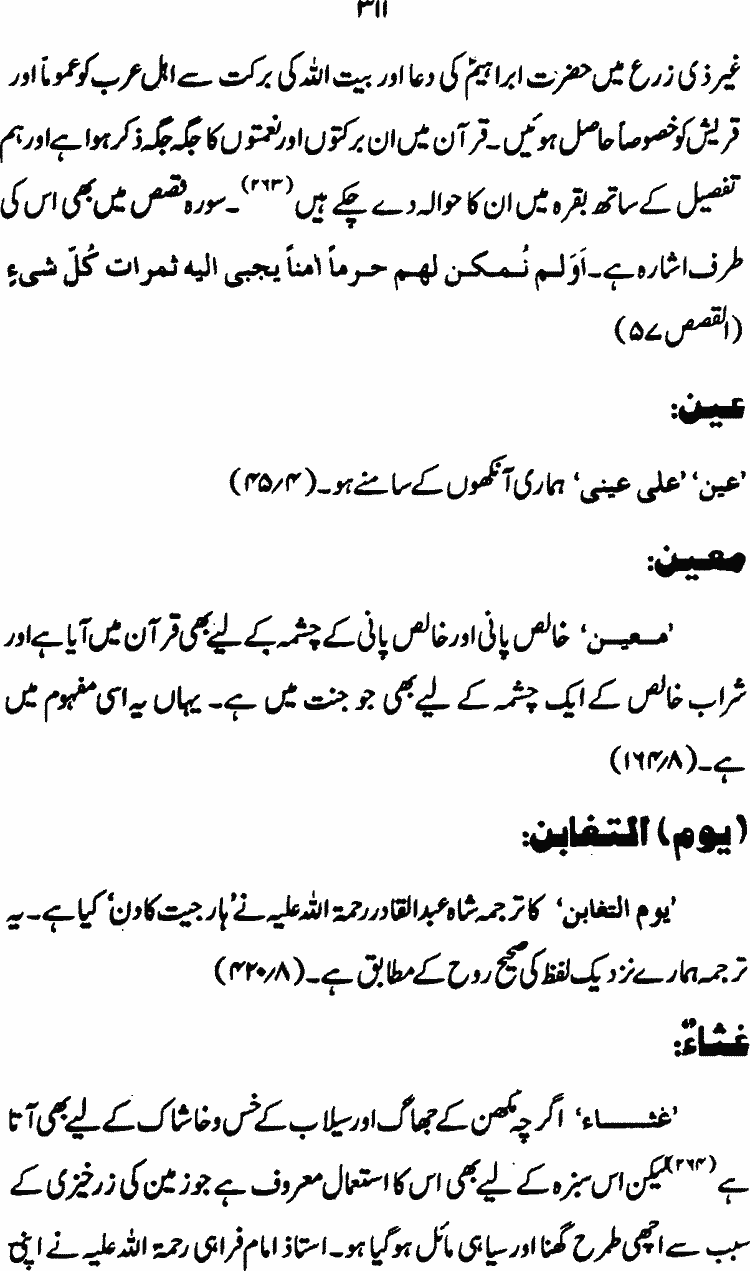 ۳۱۱
غیر ذی زرع میں حضرت ابراہیمؑ کی دعا اور بیت اللہ کی برکت سے اہل عرب کو عموماً اور
قریش کو خصوصاً حاصل ہوئیں۔ قرآن میں ان برکتوں اور نعمتوں کا جگہ جگہ ذکر ہوا ہے اور ہم
تفصیل کے ساتھ بقرہ میں ان کا حوالہ دے چکے ہیں (۲۶۳)۔ سورہ قصص میں بھی اس کی
طرف اشارہ ہے۔ اَوَلم نُمکن لهم حرماً اٰمناً یجبی الیه ثمرات کُلّ شیءٍ
(القصص ۵۷)
عین:
’عین‘ ’علی عینی‘ ہماری آنکھوں کے سامنے ہو۔ (۴؍۴۵)
معین:
’معین‘ خالص پانی اور خالص پانی کے چشمہ کے لیے بھی قرآن میں آیا ہے اور
شراب خالص کے ایک چشمہ کے لیے بھی جو جنت میں ہے۔ یہاں یہ اسی مفہوم میں
ہے۔ (۸؍۱۶۴)
(یوم) التغابن:
’یوم التغابن‘ کا ترجمہ شاہ عبدالقادر رحمۃ اللہ علیہ نے ’ہار جیت کا دن‘ کیا ہے۔ یہ
ترجمہ ہمارے نزدیک لفظ کی صحیح روح کے مطابق ہے۔ (۸؍۴۲۰)
غثاءً:
’غثاء‘ اگرچہ مکھن کے جھاگ اور سیلاب کے خس و خاشاک کے لیے بھی آتا
ہے (۲۶۴) لیکن اس سبزہ کے لیے بھی اس کا استعمال معروف ہے جو زمین کی زرخیزی کے
سبب سے اچھی طرح گھنا اور سیاہی مائل ہوگیا ہو۔ استاذ امام فراہی رحمۃ اللہ علیہ نے اپنی